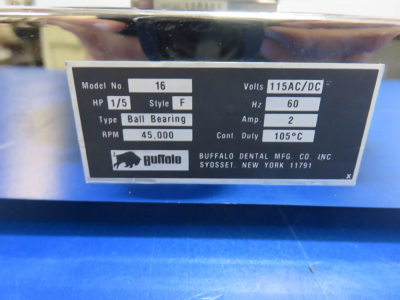 Model No. 16 Volts 115AC/DC
HP 1/5 Style F Hz 60
Type Ball Bearing Amp. 2
RPM 45,000 Cont. Duty 105°C
Buffalo
BUFFALO DENTAL MFG. CO. INC.
SYOSSET, NEW YORK 11791
X